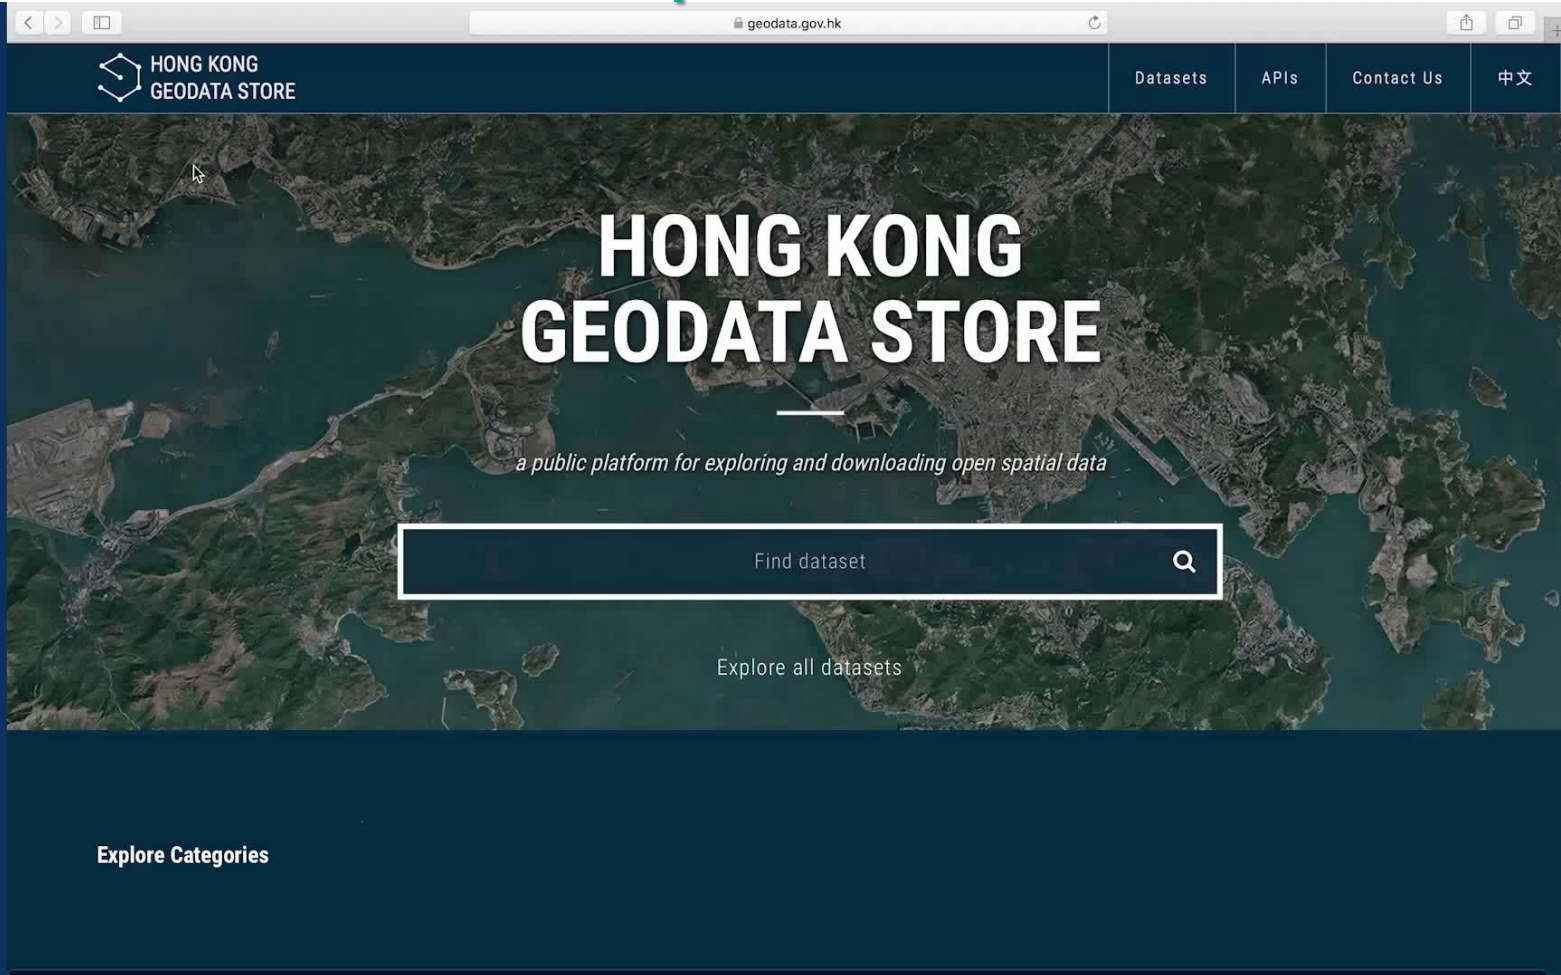 geodata.gov.hk
HONG KONG
GEODATA STORE
Datasets
APIs
Contact Us
中文
HONG KONG
GEODATA STORE
a public platform for exploring and downloading open spatial data
Find dataset
Explore all datasets
Explore Categories